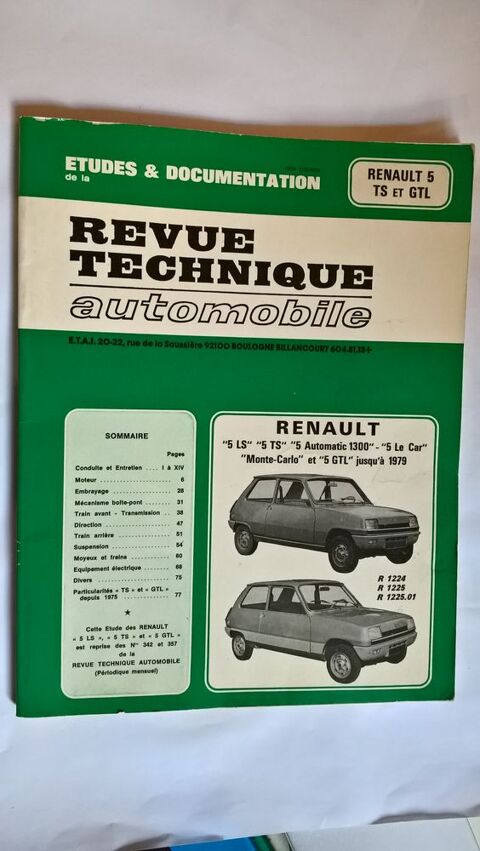 ETUDES & DOCUMENTATION
de la
RENAULT 5
TS ET GTL
REVUE
TECHNIQUE
automobile
E.T.A.I. 20-22, rue de la Saussière 92100 BOULOGNE BILLANCOURT 604.81.13+
SOMMAIRE
Pages
Conduite et Entretien .... I à XIV
Moteur .................... 6
Embrayage ................ 28
Mécanisme boîte-pont ...... 31
Train avant - Transmission .. 38
Direction .................. 47
Train arrière ............... 51
Suspension ................ 54
Moyeux et freins ........... 60
Equipement électrique ...... 68
Divers .................... 75
Particularités « TS » et « GTL »
depuis 1975 ............. 77
★
Cette Etude des RENAULT
« 5 LS », « 5 TS » et « 5 GTL »
est reprise des Nos 342 et 357
de la
REVUE TECHNIQUE AUTOMOBILE
(Périodique mensuel)
RENAULT
"5 LS" "5 TS" "5 Automatic 1300" - "5 Le Car"
"Monte-Carlo" et "5 GTL" jusqu'à 1979
R 1224
R 1225
R 1225.01